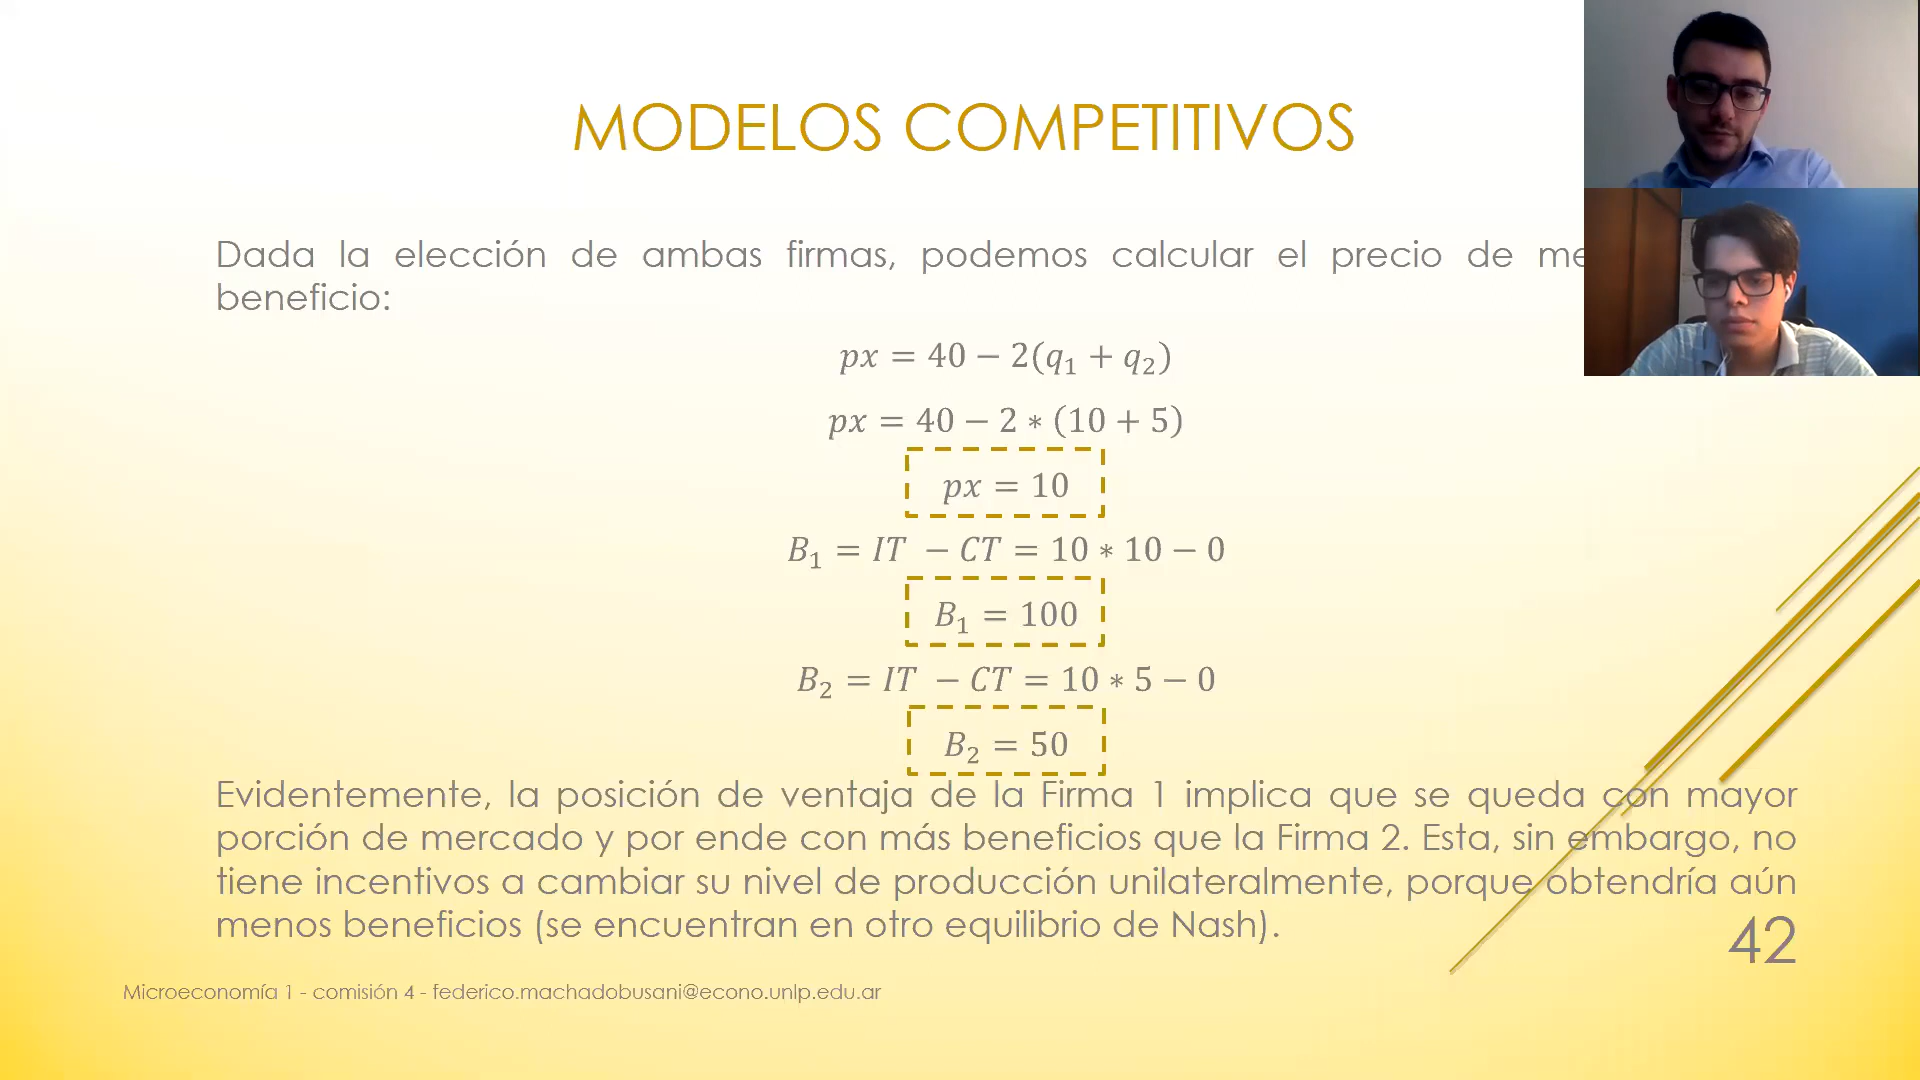 MODELOS COMPETITIVOS
Dada la elección de ambas firmas, podemos calcular el precio de
beneficio:
px = 40 − 2(q₁ + q₂)
px = 40 − 2 ∗ (10 + 5)
px = 10
B₁ = IT − CT = 10 ∗ 10 − 0
B₁ = 100
B₂ = IT − CT = 10 ∗ 5 − 0
B₂ = 50
Evidentemente, la posición de ventaja de la Firma 1 implica que se queda con mayor
porción de mercado y por ende con más beneficios que la Firma 2. Esta, sin embargo, no
tiene incentivos a cambiar su nivel de producción unilateralmente, porque obtendría aún
menos beneficios (se encuentran en otro equilibrio de Nash).
42
Microeconomía 1 - comisión 4 - federico.machadobusani@econo.unlp.edu.ar